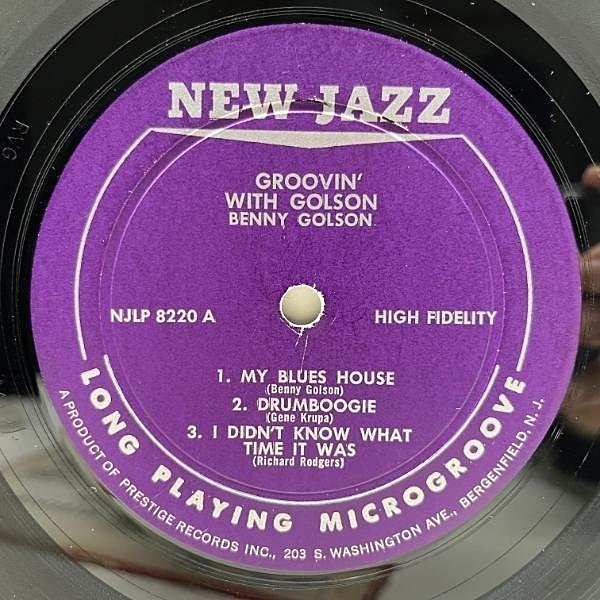 NEW JAZZ
GROOVIN'
WITH GOLSON
BENNY GOLSON
NJLP 8220 A
HIGH FIDELITY
1. MY BLUES HOUSE
(Benny Golson)
2. DRUMBOOGIE
(Gene Krupa)
3. I DIDN'T KNOW WHAT
TIME IT WAS
(Richard Rodgers)
LONG PLAYING MICROGROOVE
A PRODUCT OF PRESTIGE RECORDS INC., 203 S. WASHINGTON AVE., BERGENFIELD, N. J.
RVG